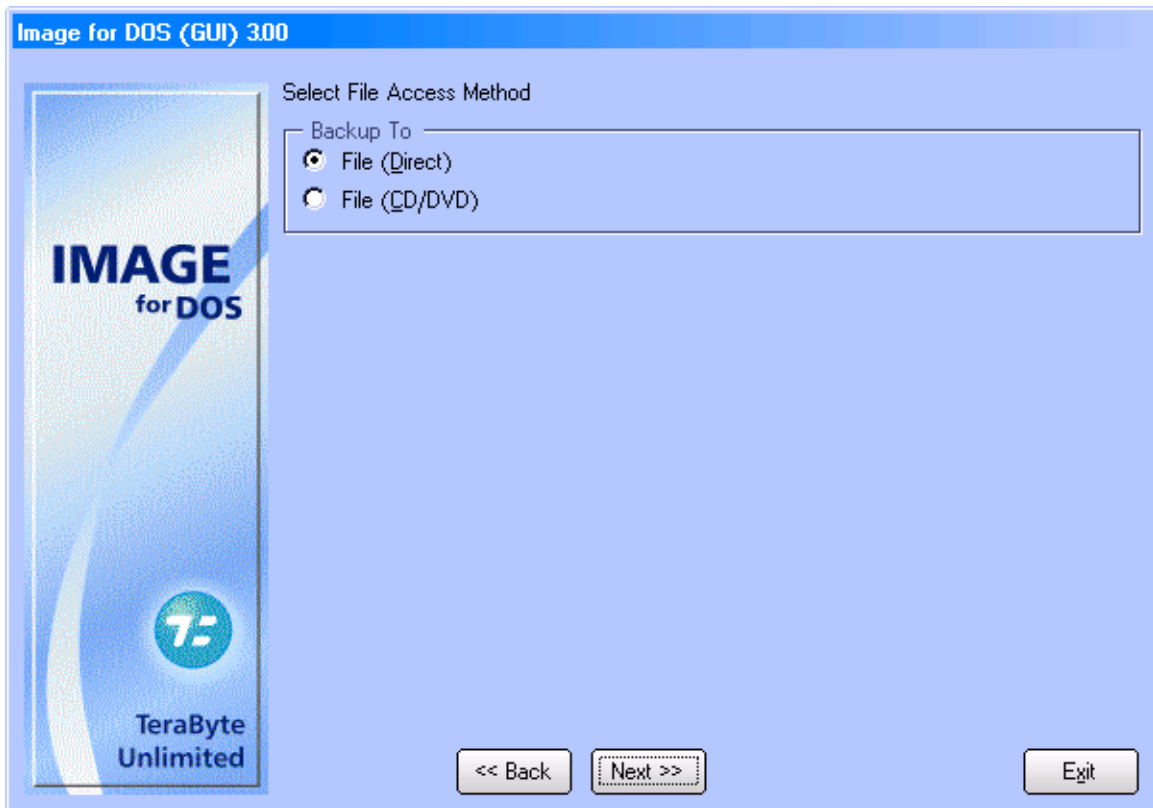 Image for DOS (GUI) 3.00
Select File Access Method
Backup To
File (Direct)
File (CD/DVD)
IMAGE
for DOS
TeraByte
Unlimited
<< Back
Next >>
Exit